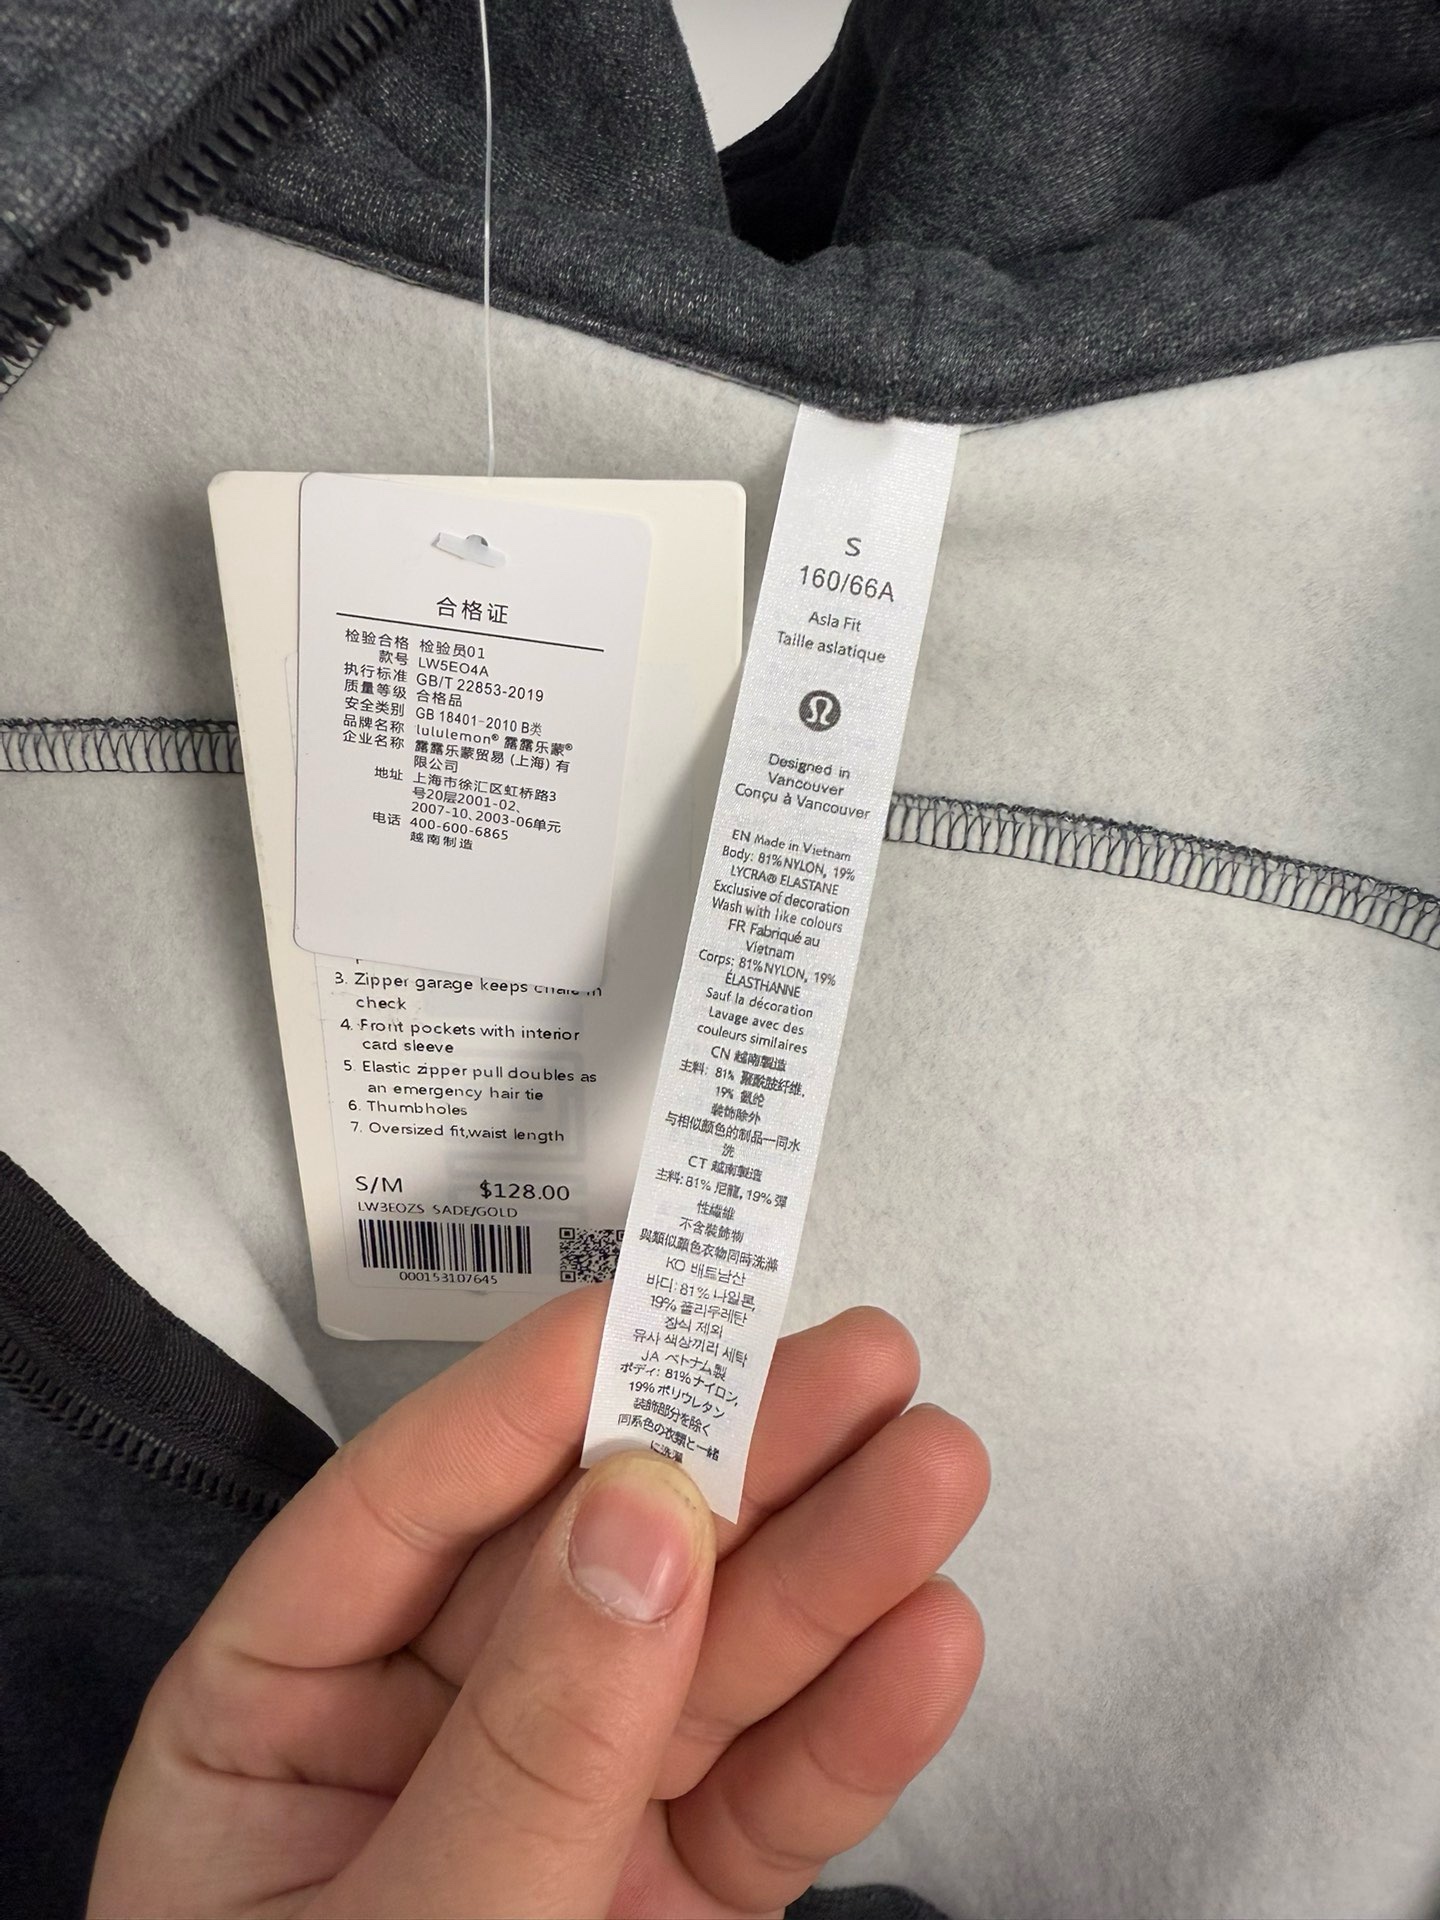 合格证
检验合格 检验员01
款号 LW5EO4A
执行标准 GB/T 22853-2019
质量等级 合格品
安全类别 GB 18401-2010 B类
品牌名称 lululemon® 露露乐蒙®
企业名称 露露乐蒙贸易 (上海) 有
限公司
地址 上海市徐汇区虹桥路3
号20层2001-02、
2007-10、2003-06单元
电话 400-600-6865
越南制造
3. Zipper garage keeps in
check
4. Front pockets with interior
card sleeve
5. Elastic zipper pull doubles as
an emergency hair tie
6. Thumbholes
7. Oversized fit,waist length
S/M $128.00
LW3EOZS SADE/GOLD
000153107645
S
160/66A
Asla Fit
Taille aslatique
Designed in
Vancouver
Conçu à Vancouver
EN Made in Vietnam
Body: 81%NYLON, 19%
LYCRA® ELASTANE
Exclusive of decoration
Wash with like colours
FR Fabriqué au
Vietnam
Corps: 81%NYLON, 19%
ÉLASTHANNE
Sauf la décoration
Lavage avec des
couleurs similaires
CN 越南製造
主料: 81% 聚酰胺纤维,
19% 氨纶
装饰除外
与相似颜色的制品一同水
洗
CT 越南製造
主料: 81% 尼龍, 19% 彈
性纖維
不含裝飾物
與類似顏色衣物同時洗滌
KO 베트남산
바디: 81% 나일론,
19% 폴리우레탄
장식 제외
유사 색상끼리 세탁
JA ベトナム製
ボディ: 81%ナイロン,
19%ポリウレタン
装飾部分を除く
同系色の衣類と一緒
に洗濯